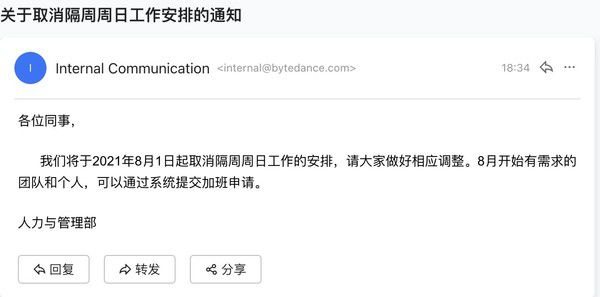 关于取消隔周周日工作安排的通知
I
Internal Communication <internal@bytedance.com>
18:34
各位同事，
我们将于2021年8月1日起取消隔周周日工作的安排，请大家做好相应调整。8月开始有需求的
团队和个人，可以通过系统提交加班申请。
人力与管理部
回复
转发
分享